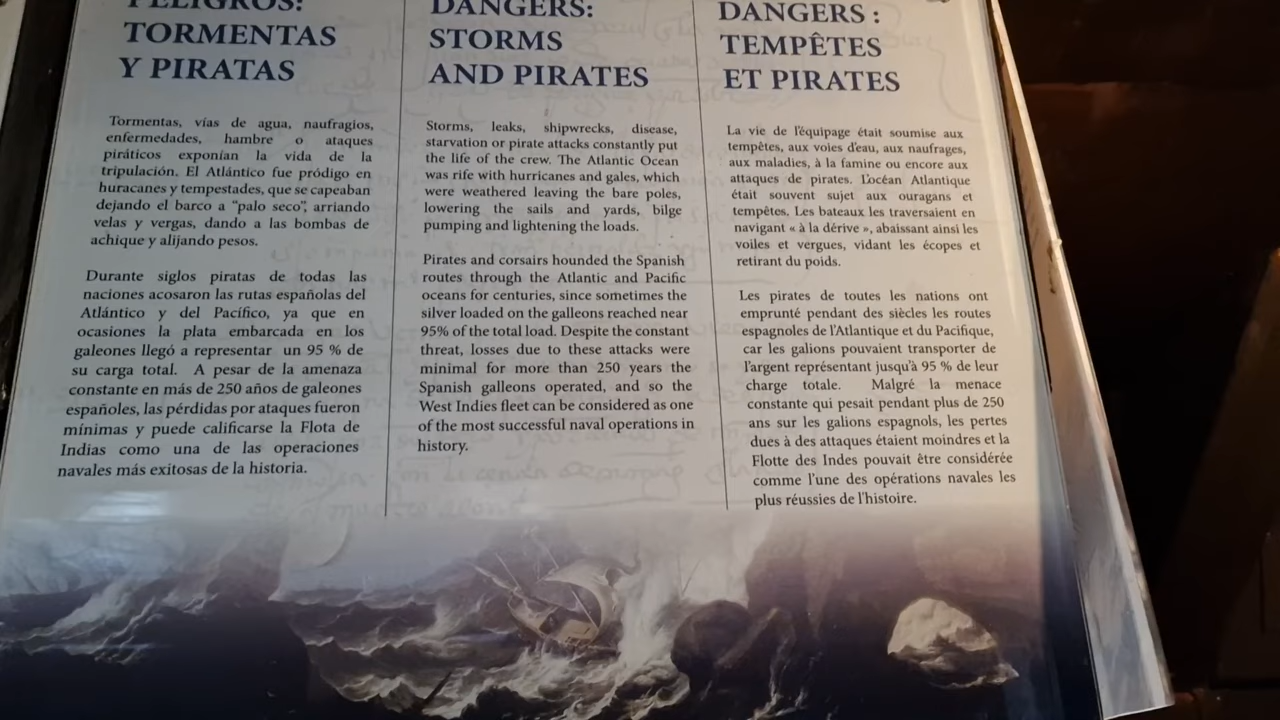 PELIGROS:
TORMENTAS
Y PIRATAS
Tormentas, vías de agua, naufragios,
enfermedades, hambre o ataques
piráticos exponían la vida de la
tripulación. El Atlántico fue pródigo en
huracanes y tempestades, que se capeaban
dejando el barco a “palo seco”, arriando
velas y vergas, dando a las bombas de
achique y alijando pesos.
Durante siglos piratas de todas las
naciones acosaron las rutas españolas del
Atlántico y del Pacífico, ya que en
ocasiones la plata embarcada en los
galeones llegó a representar un 95 % de
su carga total. A pesar de la amenaza
constante en más de 250 años de galeones
españoles, las pérdidas por ataques fueron
mínimas y puede calificarse la Flota de
Indias como una de las operaciones
navales más exitosas de la historia.
DANGERS:
STORMS
AND PIRATES
Storms, leaks, shipwrecks, disease,
starvation or pirate attacks constantly put
the life of the crew. The Atlantic Ocean
was rife with hurricanes and gales, which
were weathered leaving the bare poles,
lowering the sails and yards, bilge
pumping and lightening the loads.
Pirates and corsairs hounded the Spanish
routes through the Atlantic and Pacific
oceans for centuries, since sometimes the
silver loaded on the galleons reached near
95% of the total load. Despite the constant
threat, losses due to these attacks were
minimal for more than 250 years the
Spanish galleons operated, and so the
West Indies fleet can be considered as one
of the most successful naval operations in
history.
DANGERS :
TEMPÊTES
ET PIRATES
La vie de l'équipage était soumise aux
tempêtes, aux voies d'eau, aux naufrages,
aux maladies, à la famine ou encore aux
attaques de pirates. L'océan Atlantique
était souvent sujet aux ouragans et
tempêtes. Les bateaux les traversaient en
navigant « à la dérive », abaissant ainsi les
voiles et vergues, vidant les écopes et
retirant du poids.
Les pirates de toutes les nations ont
emprunté pendant des siècles les routes
espagnoles de l'Atlantique et du Pacifique,
car les galions pouvaient transporter de
l'argent représentant jusqu'à 95 % de leur
charge totale. Malgré la menace
constante qui pesait pendant plus de 250
ans sur les galions espagnols, les pertes
dues à des attaques étaient moindres et la
Flotte des Indes pouvait être considérée
comme l'une des opérations navales les
plus réussies de l'histoire.